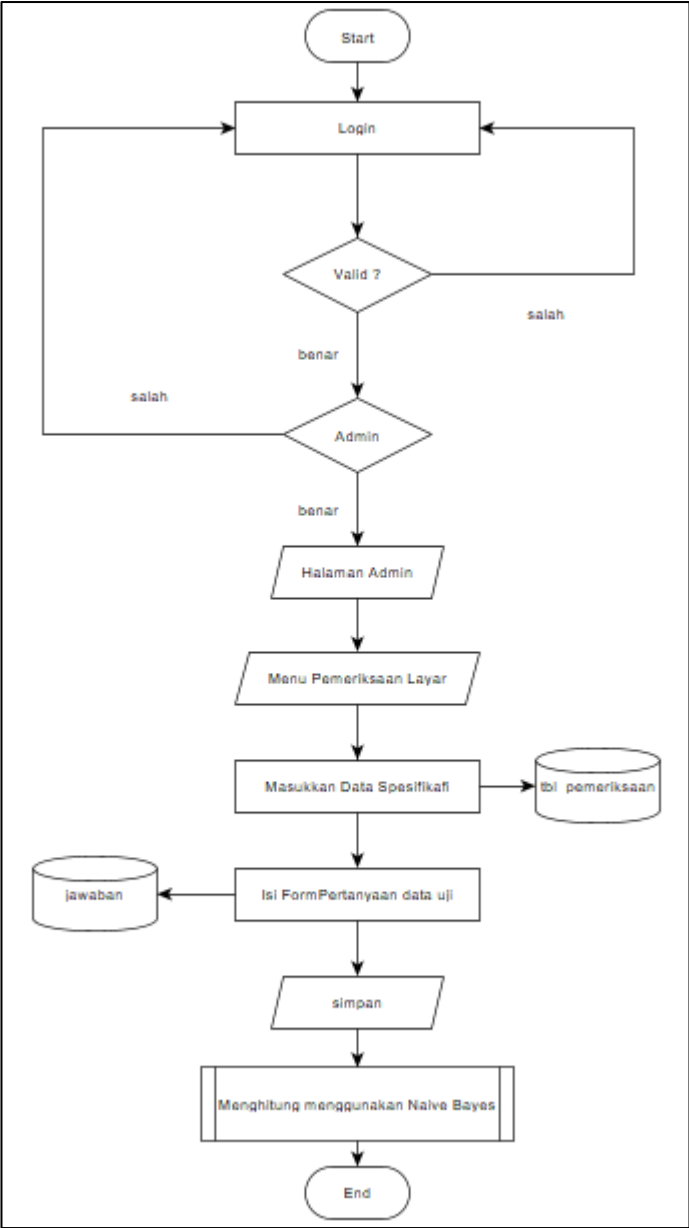 Start
Login
Valid ?
salah
benar
salah
Admin
benar
Halaman Admin
Menu Pemeriksaan Layar
Masukkan Data Spesifikafi
tbl pemeriksaan
jawaban
Isi FormPertanyaan data uji
simpan
Menghitung menggunakan Naive Bayes
End